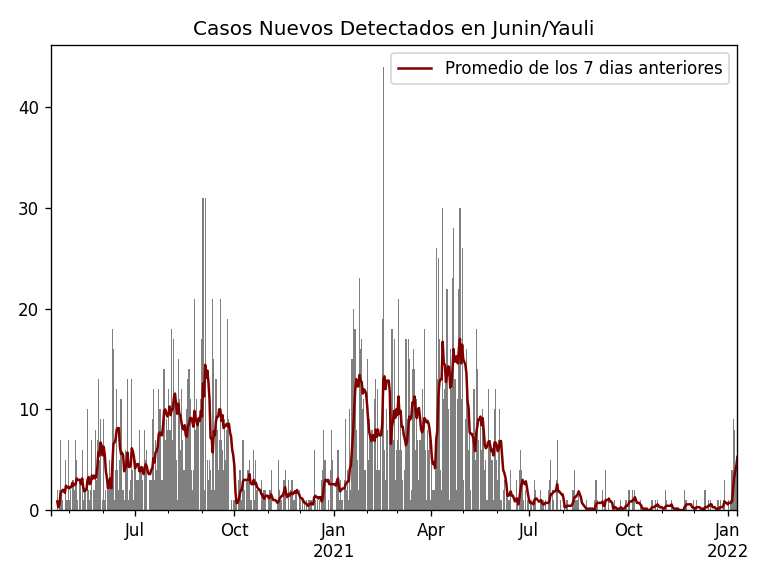 Casos Nuevos Detectados en Junin/Yauli
Promedio de los 7 dias anteriores
40
30
20
10
0
Jul
Oct
Jan
2021
Apr
Jul
Oct
Jan
2022